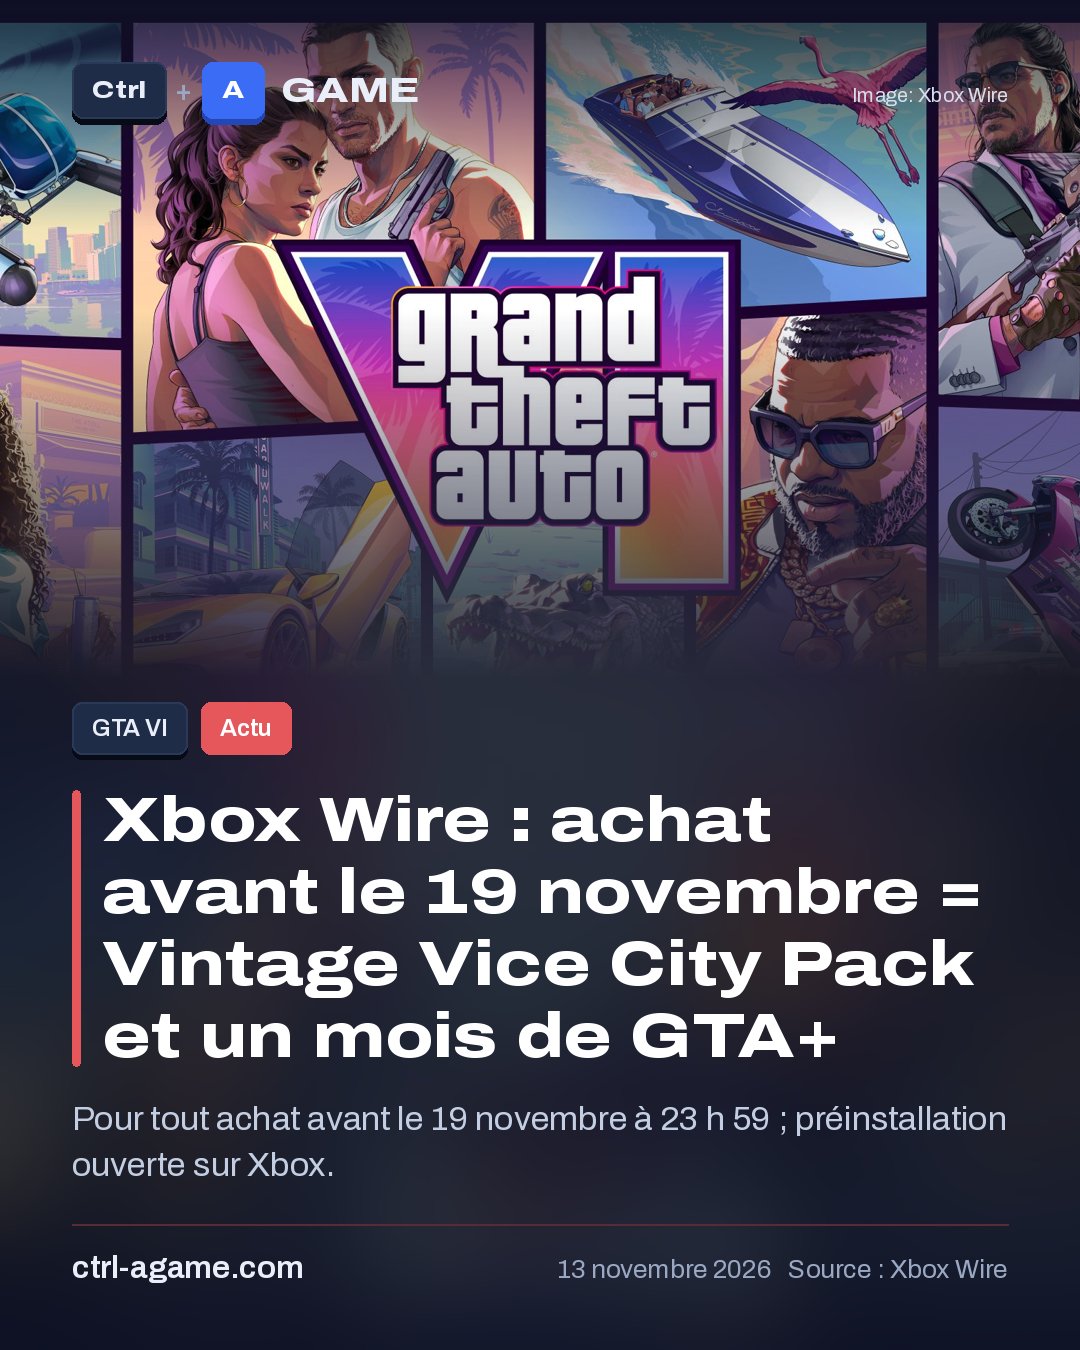 Ctrl + A GAME
Image: Xbox Wire
grand
theft
auto
VI
GTA VI Actu
Xbox Wire : achat
avant le 19 novembre =
Vintage Vice City Pack
et un mois de GTA+
Pour tout achat avant le 19 novembre à 23 h 59 ; préinstallation
ouverte sur Xbox.
ctrl-agame.com
13 novembre 2026 Source : Xbox Wire